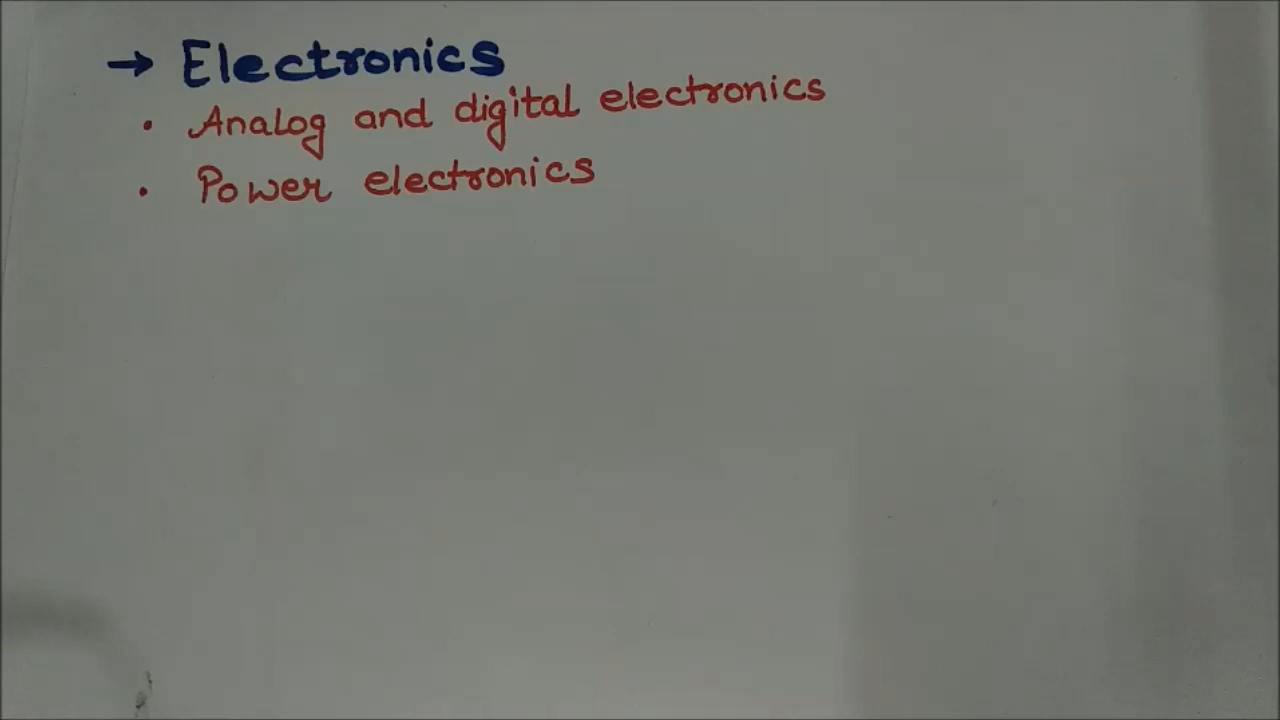 → Electronics
• Analog and digital electronics
• Power electronics